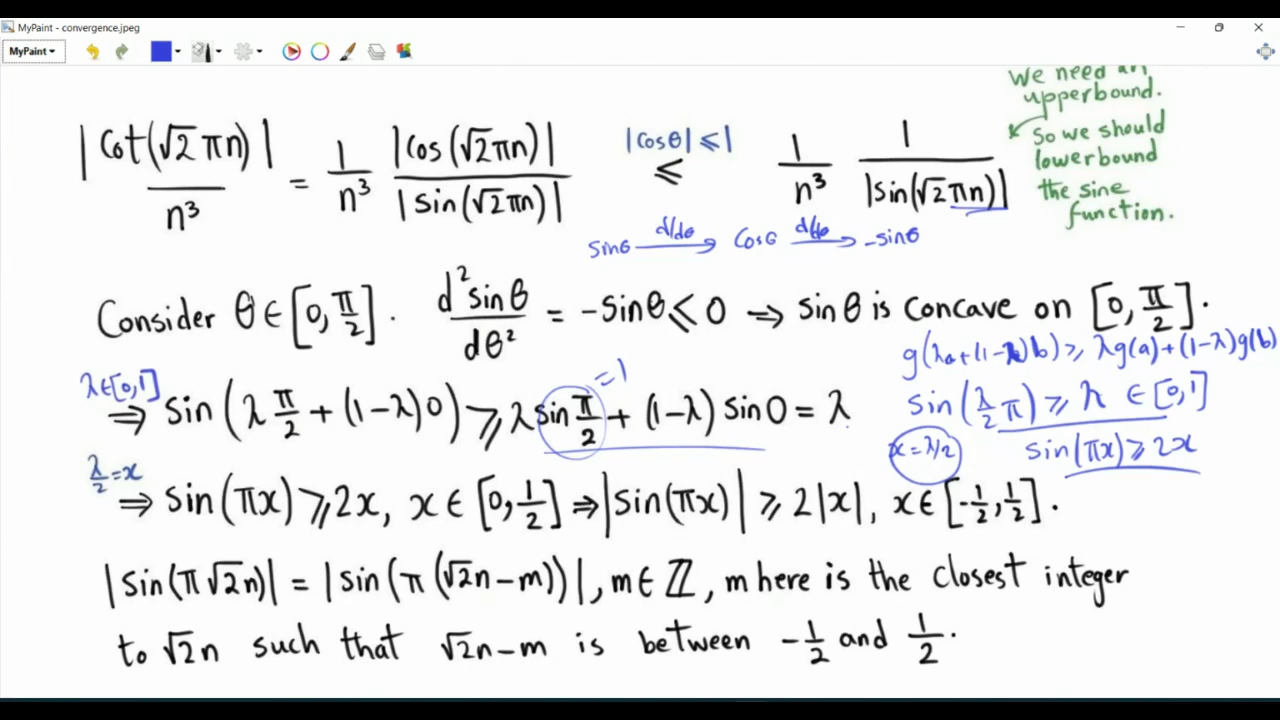 MyPaint - convergence.jpeg
MyPaint
We need an
upperbound.
So we should
lowerbound
the sine
function.
|Cot(√2 πn)| / n³ = 1/n³ |Cos(√2πn)| / |Sin(√2πn)| |Cosθ| ≤ 1 ≤ 1/n³ 1/|Sin(√2πn)|
Sinθ d/dθ → Cosθ d/dθ → -Sinθ
Consider θ ∈ [0, π/2]. d² sinθ / dθ² = -Sinθ ≤ 0 ⇒ Sinθ is Concave on [0, π/2].
g(λa + (1-λ)b) ≥ λg(a) + (1-λ)g(b)
λ∈[0,1]
⇒ Sin(λ π/2 + (1-λ)0) ≥ λ Sin π/2 + (1-λ) Sin 0 = λ
=1
Sin(λ/2 π) ≥ λ ∈ [0,1]
x = λ/2 Sin(πx) ≥ 2x
λ/2 = x
⇒ Sin(πx) ≥ 2x, x ∈ [0, 1/2] ⇒ |Sin(πx)| ≥ 2|x|, x ∈ [-1/2, 1/2].
|Sin(π √2n)| = |Sin(π (√2n - m))|, m ∈ ℤ, m here is the closest integer
to √2n such that √2n - m is between -1/2 and 1/2.